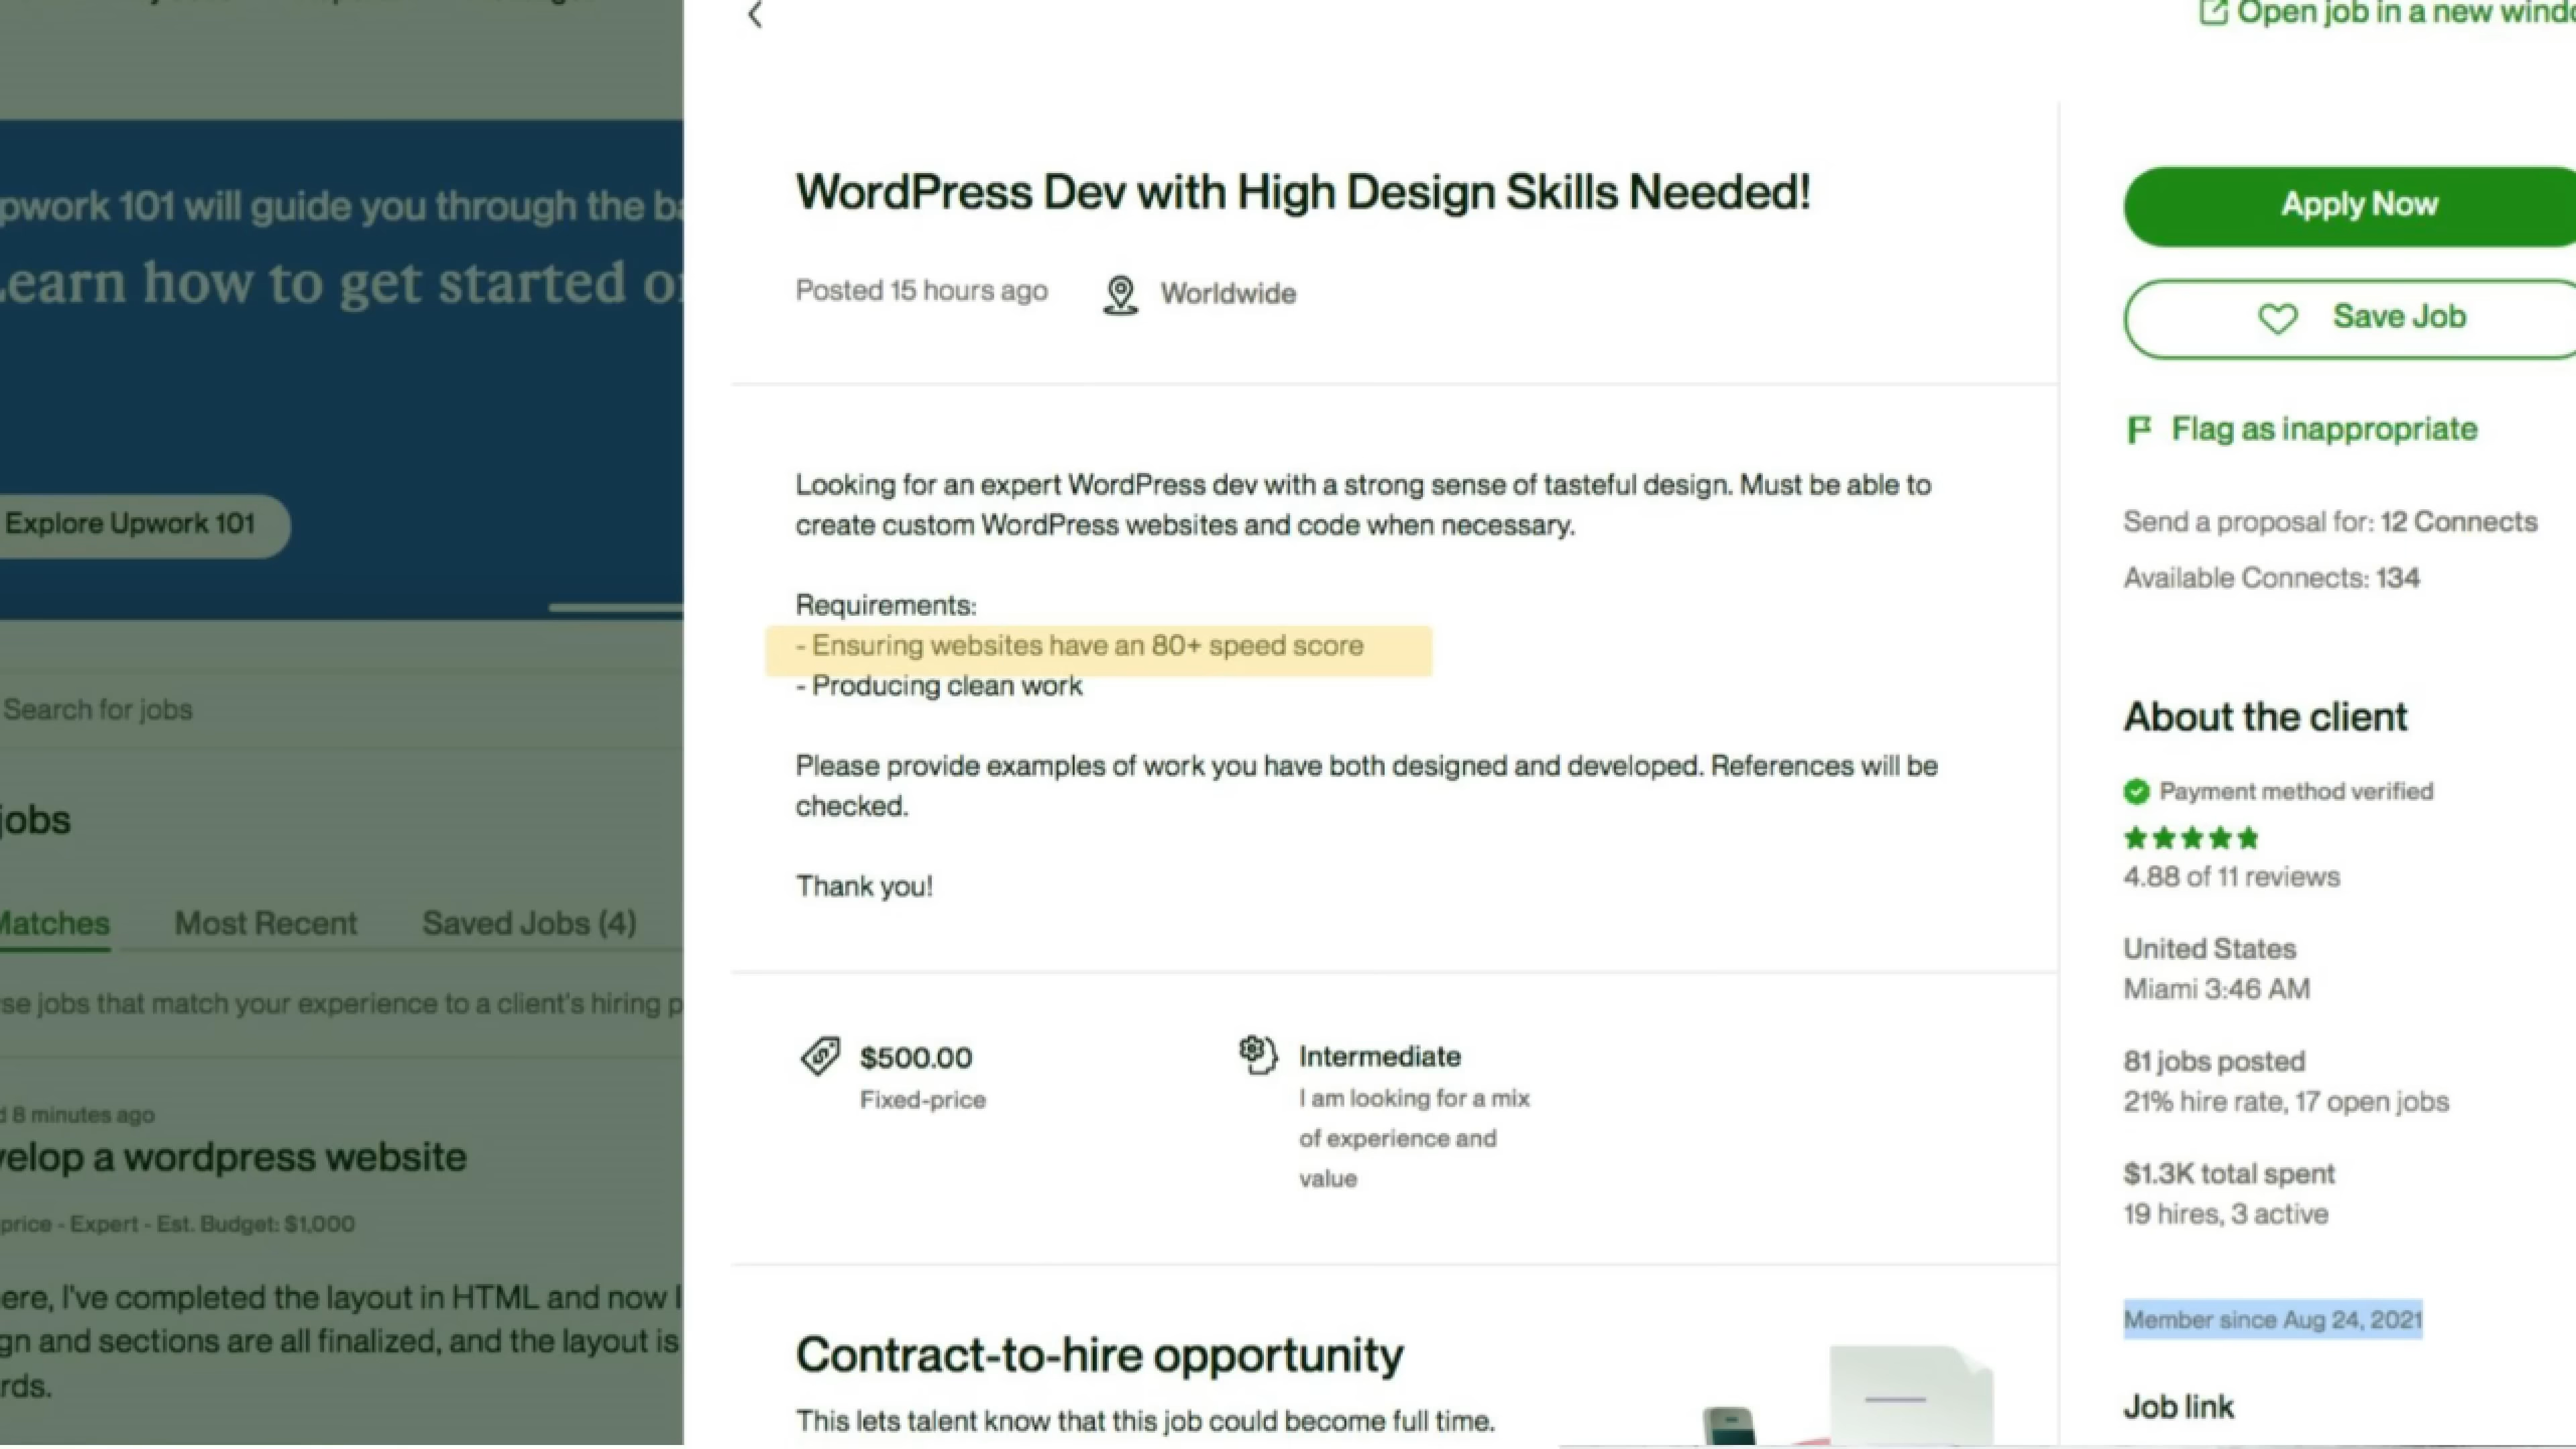 Open job in a new
WordPress Dev with High Design Skills Needed!
Posted 15 hours ago Worldwide
Looking for an expert WordPress dev with a strong sense of tasteful design. Must be able to
create custom WordPress websites and code when necessary.
Requirements:
- Ensuring websites have an 80+ speed score
- Producing clean work
Please provide examples of work you have both designed and developed. References will be
checked.
Thank you!
$500.00
Fixed-price
Intermediate
I am looking for a mix
of experience and
value
Contract-to-hire opportunity
This lets talent know that this job could become full time.
Apply Now
Save Job
Flag as inappropriate
Send a proposal for: 12 Connects
Available Connects: 134
About the client
Payment method verified
4.88 of 11 reviews
United States
Miami 3:46 AM
81 jobs posted
21% hire rate, 17 open jobs
$1.3K total spent
19 hires, 3 active
Member since Aug 24, 2021
Job link
pwork 101 will guide you through the
earn how to get started
Explore Upwork 101
Search for jobs
jobs
Matches Most Recent Saved Jobs (4)
se jobs that match your experience to a client's hiring
8 minutes ago
velop a wordpress website
price - Expert - Est. Budget: $1,000
ere, I've completed the layout in HTML and now I
gn and sections are all finalized, and the layout is
rds.